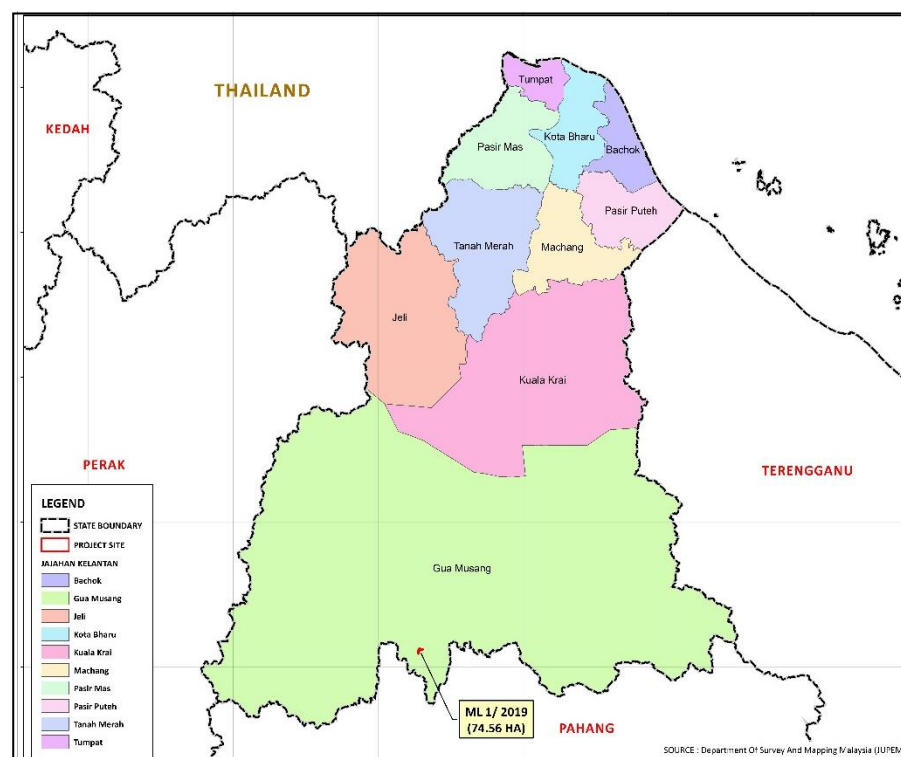 THAILAND
KEDAH
Tumpat
Kota Bharu
Pasir Mas
Bachok
Pasir Puteh
Tanah Merah
Machang
Jeli
Kuala Krai
PERAK
TERENGGANU
Gua Musang
LEGEND
STATE BOUNDARY
PROJECT SITE
JAJAHAN KELANTAN
Bachok
Gua Musang
Jeli
Kota Bharu
Kuala Krai
Machang
Pasir Mas
Pasir Puteh
Tanah Merah
Tumpat
ML 1/ 2019
(74.56 HA)
PAHANG
SOURCE : Department Of Survey And Mapping Malaysia (JUPEM